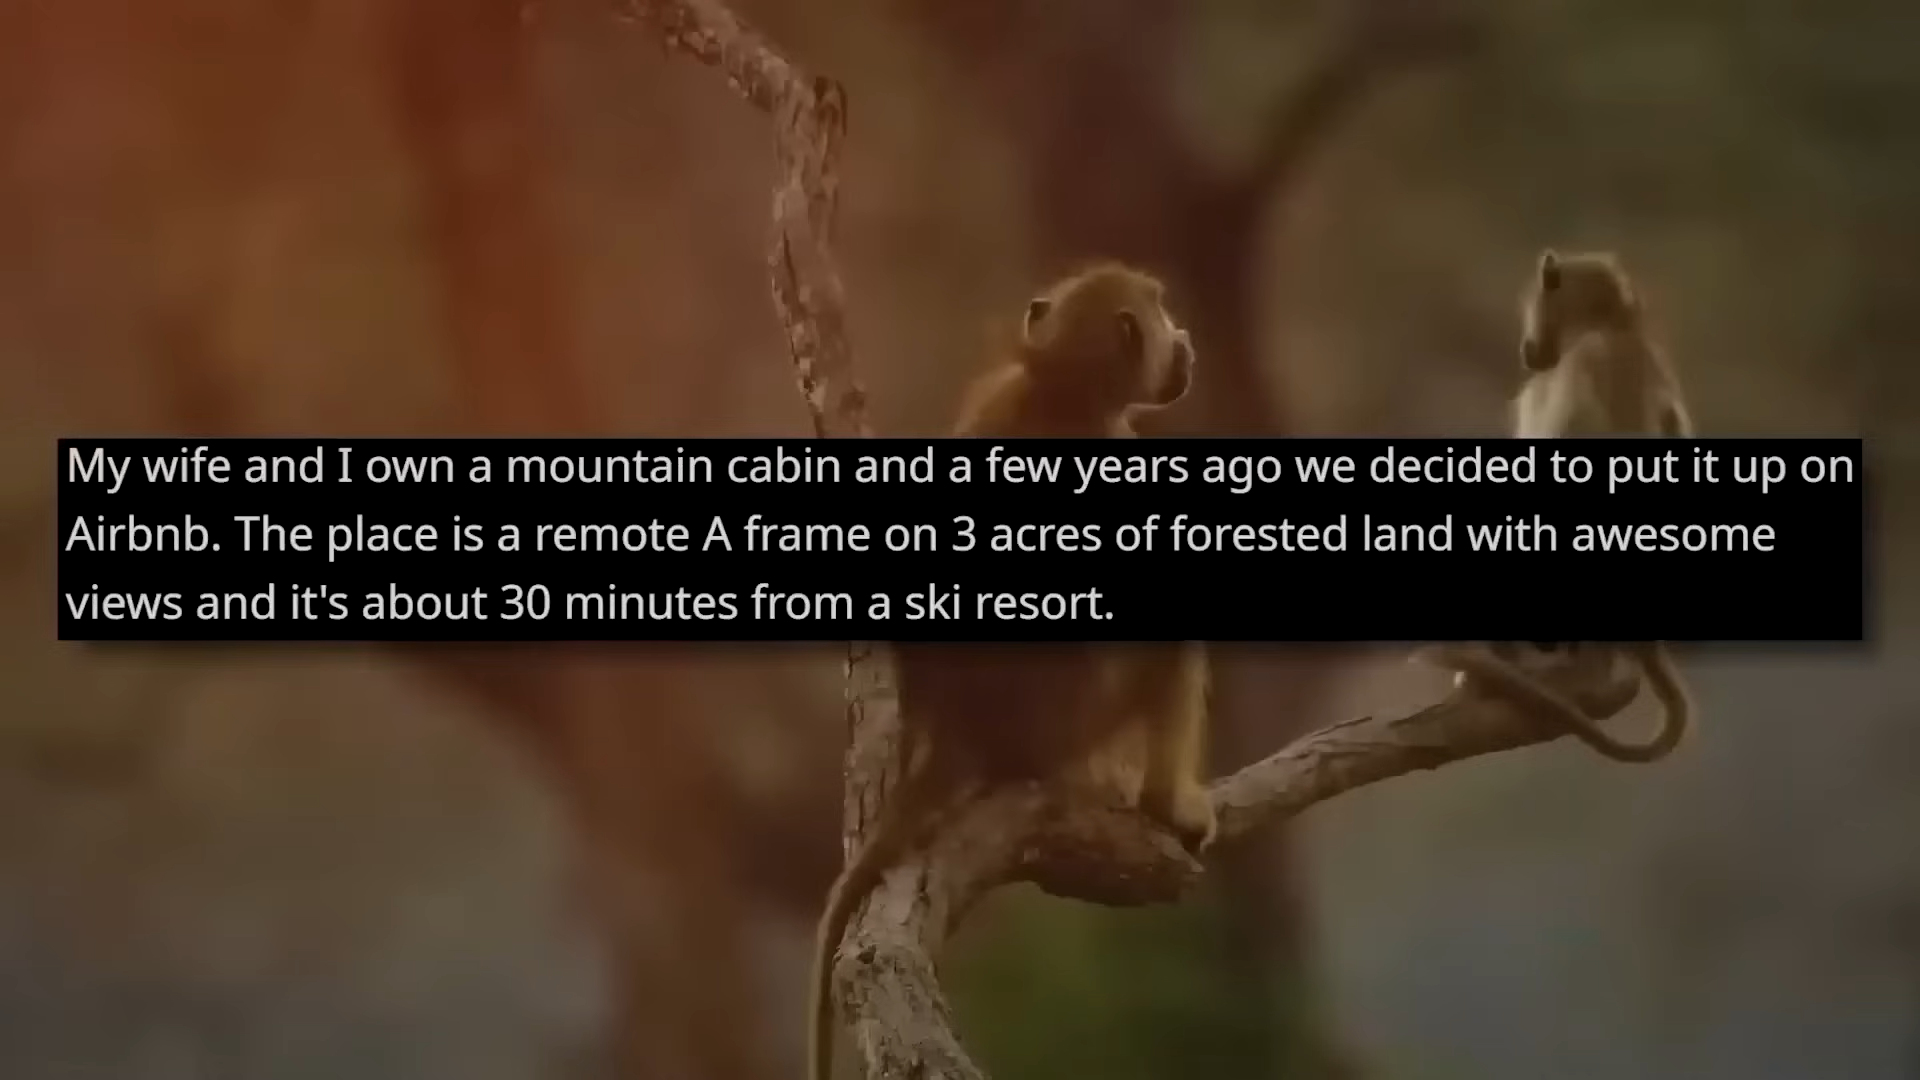 My wife and I own a mountain cabin and a few years ago we decided to put it up on
Airbnb. The place is a remote A frame on 3 acres of forested land with awesome
views and it's about 30 minutes from a ski resort.